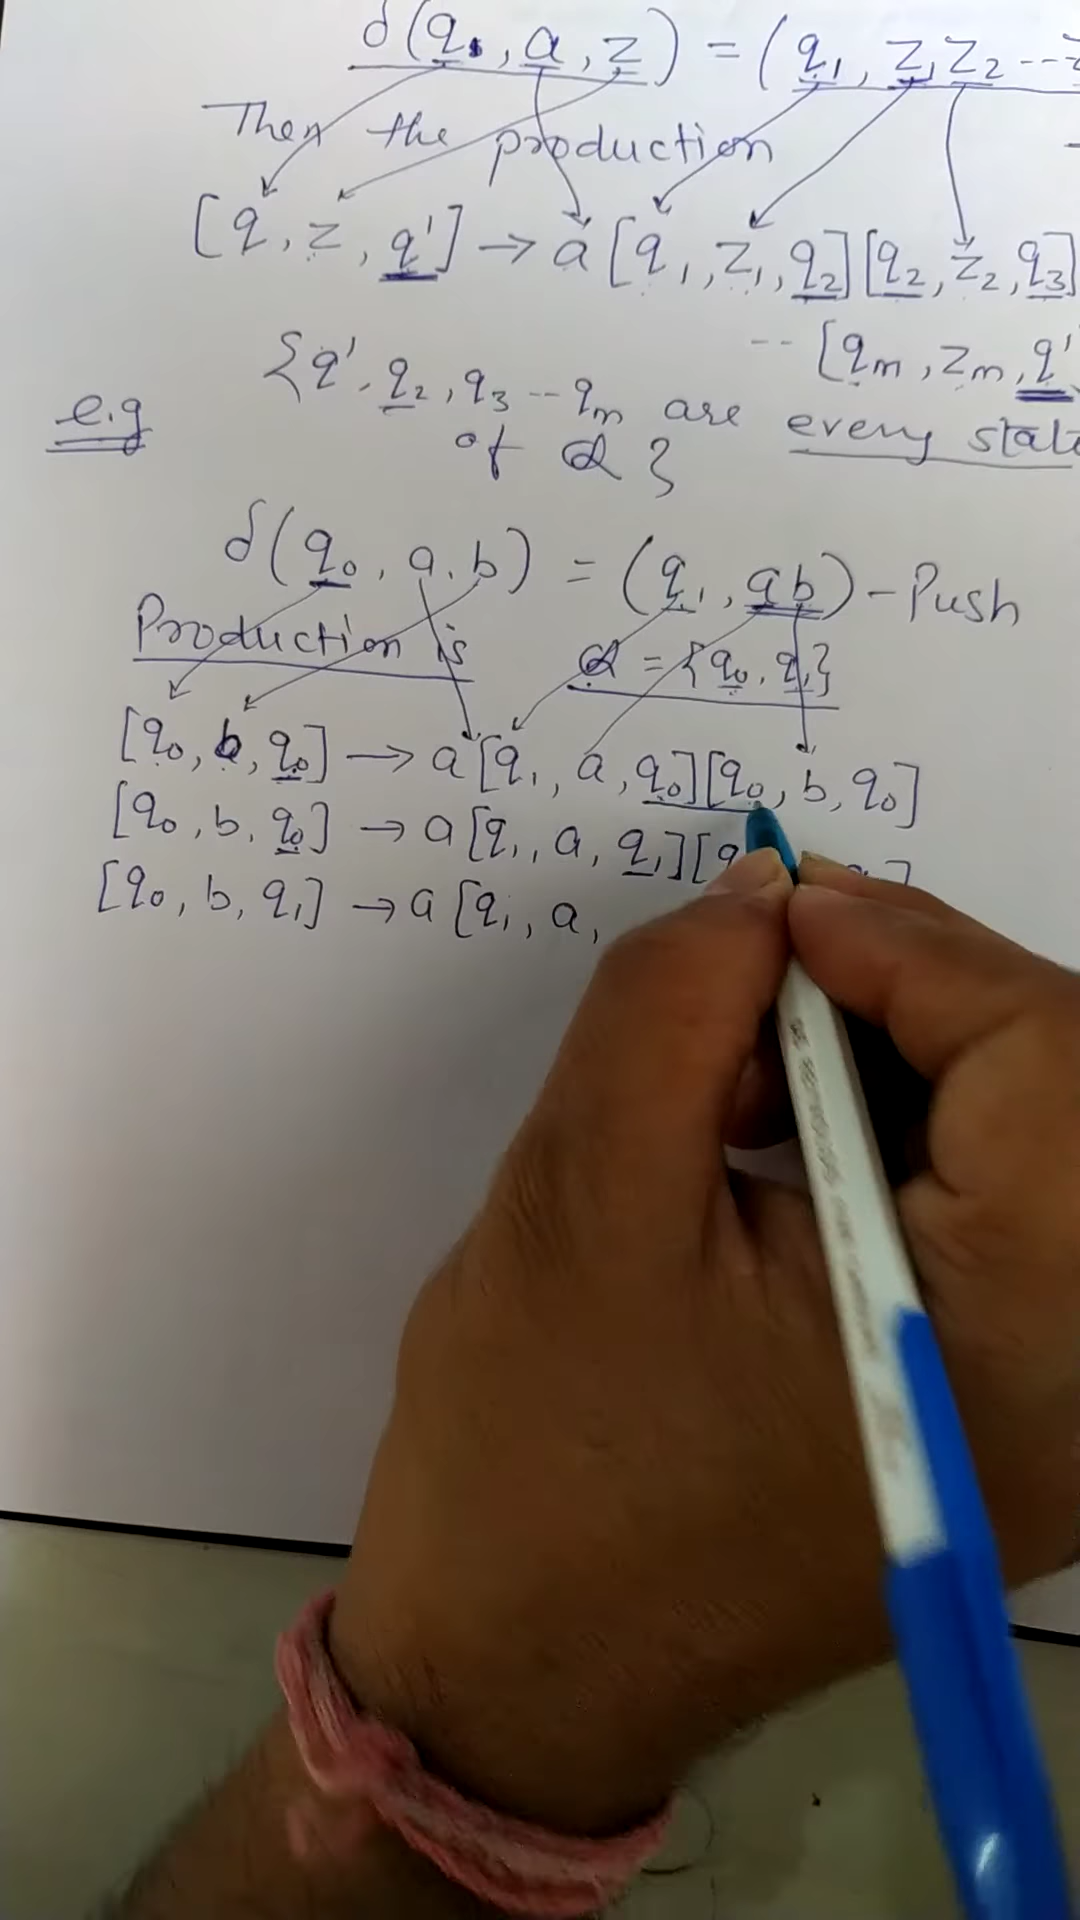 δ(q, a, z) = (q₁, z₁z₂ --
Then the production
[q, z, q'] → a[q₁, z₁, q₂][q₂, z₂, q₃]
-- [qₘ, zₘ, q'
{q', q₂, q₃ -- qₘ are every state
of Q}
e.g
δ(q₀, a, b) = (q₁, ab) - Push
Production is
Q = {q₀, q₁}
[q₀, b, q₀] → a[q₁, a, q₀][q₀, b, q₀]
[q₀, b, q₀] → a[q₁, a, q₁][q
[q₀, b, q₁] → a[q₁, a,